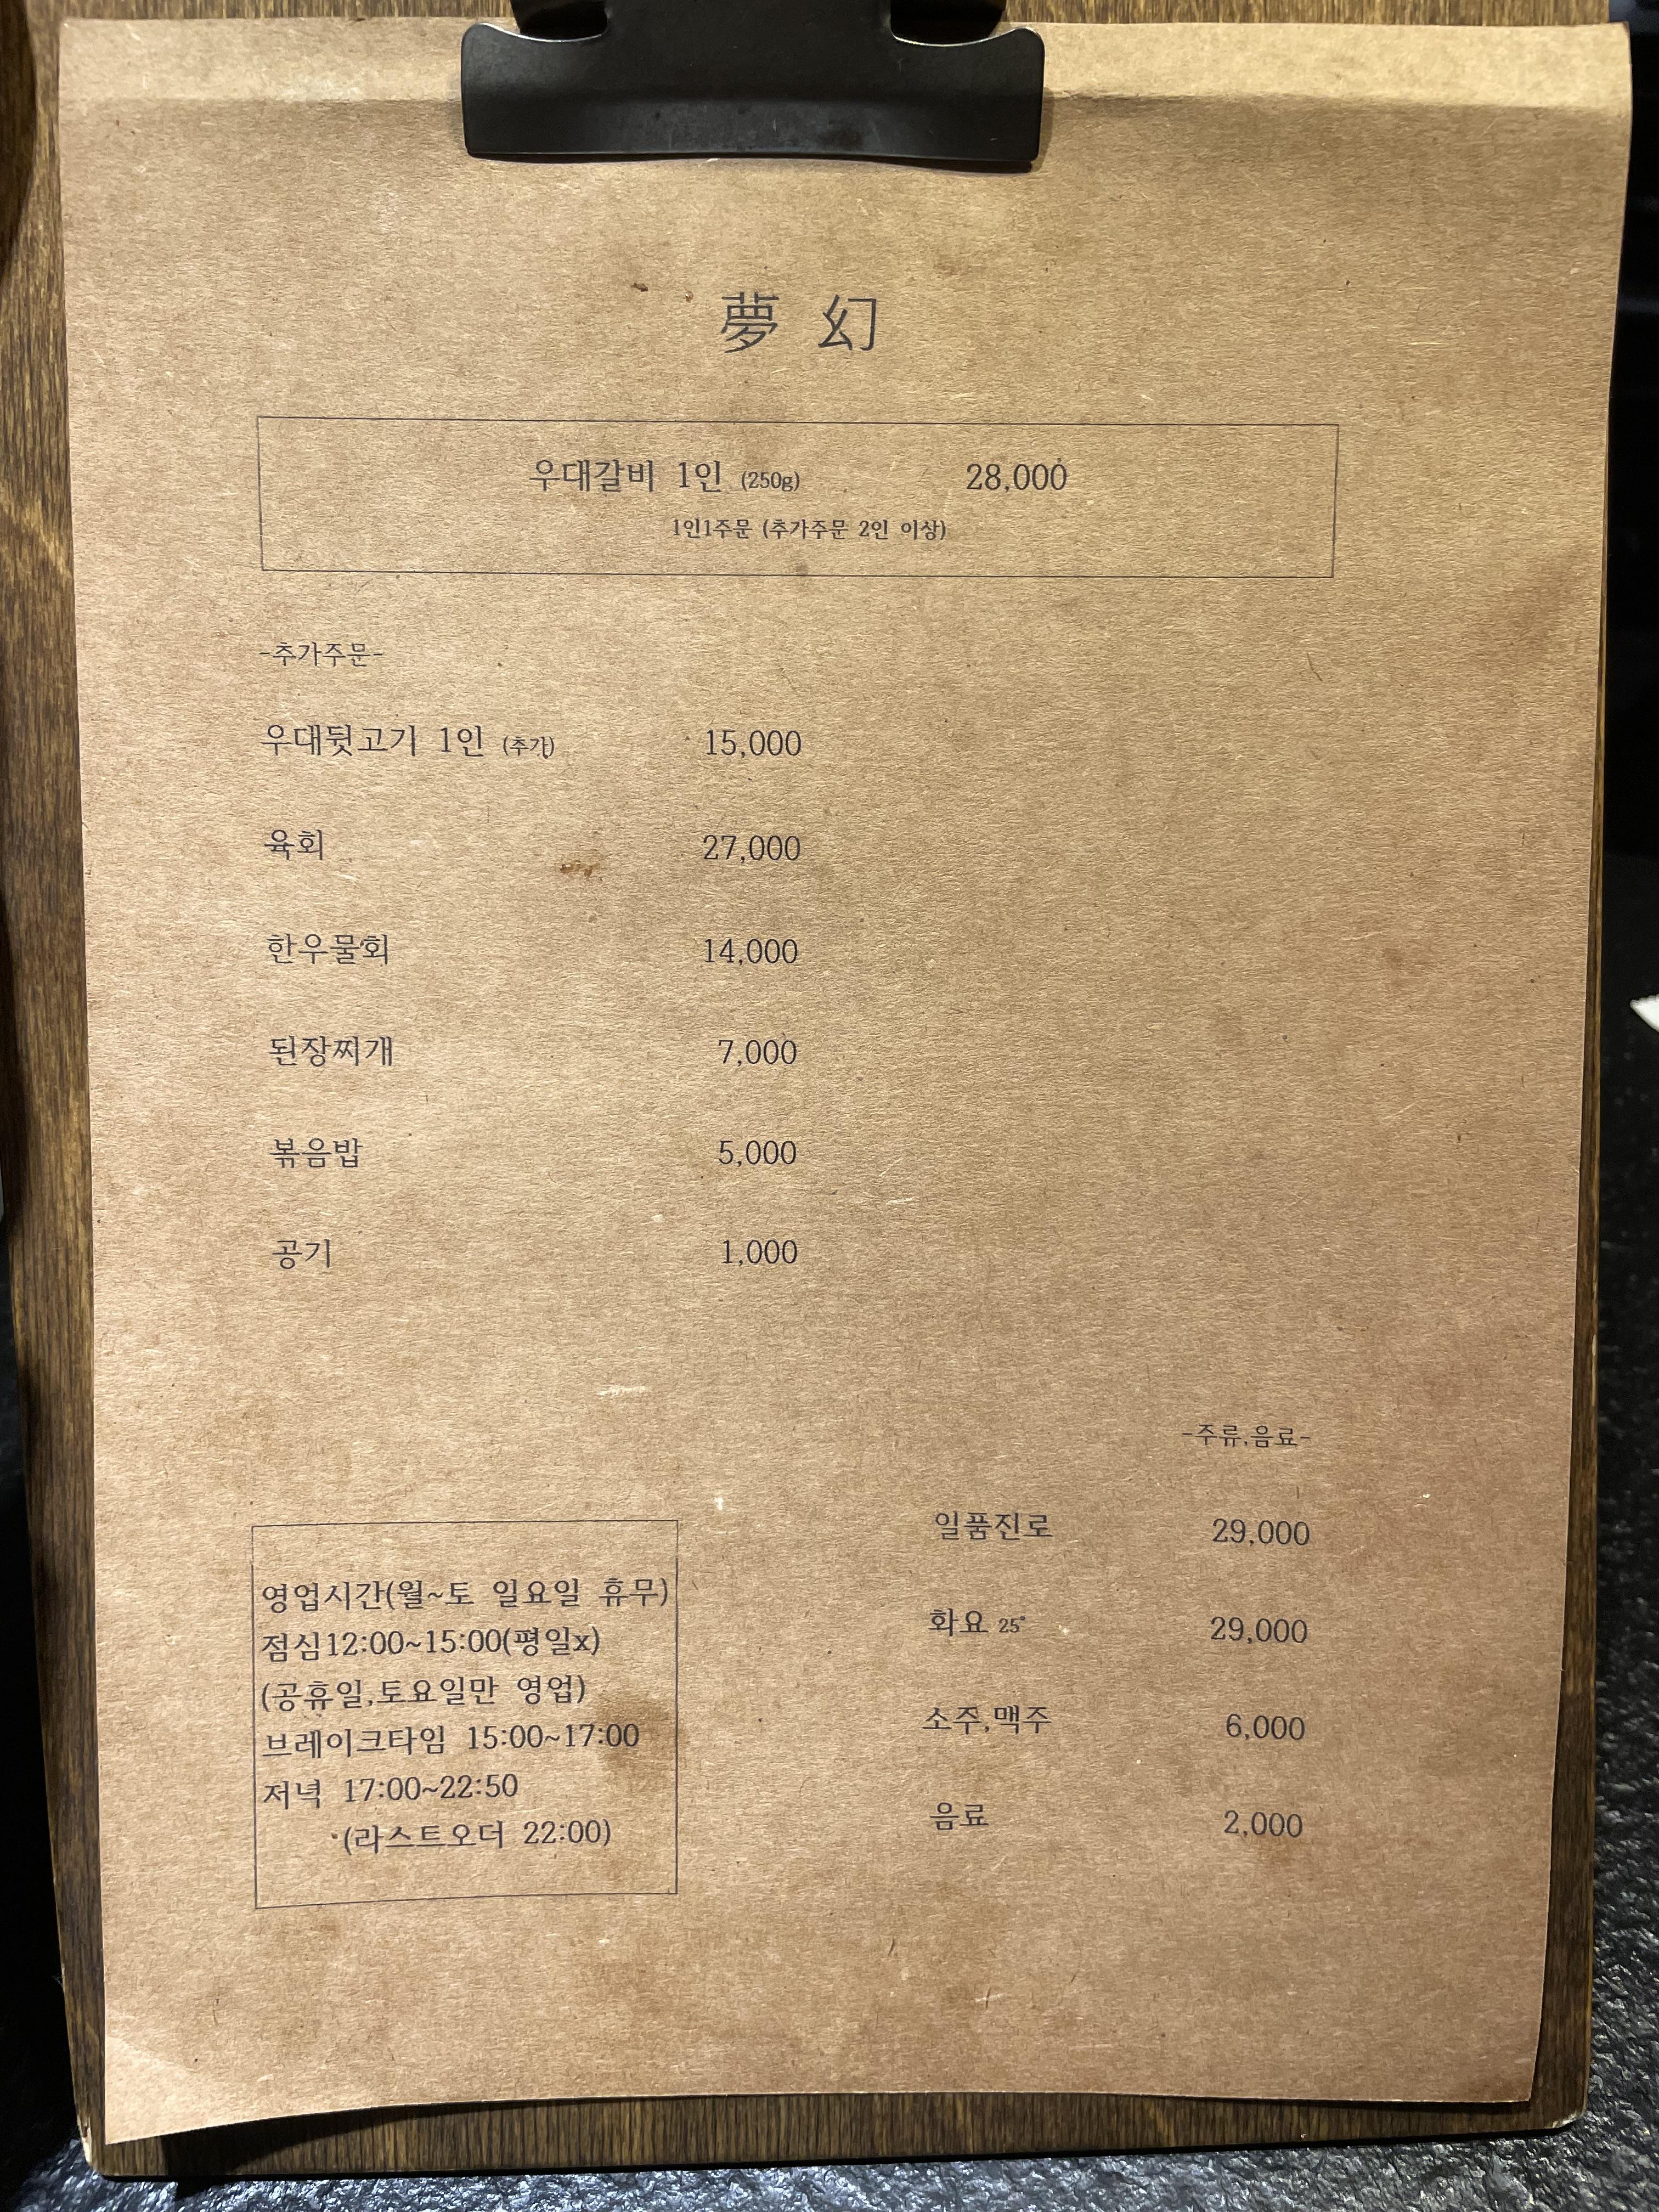 夢 幻
우대갈비 1인 (250g) 28,000
1인1주문 (추가주문 2인 이상)
-추가주문-
우대뒷고기 1인 (추가) 15,000
육회 27,000
한우물회 14,000
된장찌개 7,000
볶음밥 5,000
공기 1,000
영업시간(월~토 일요일 휴무)
점심12:00~15:00(평일x)
(공휴일,토요일만 영업)
브레이크타임 15:00~17:00
저녁 17:00~22:50
(라스트오더 22:00)
-주류,음료-
일품진로 29,000
화요 25° 29,000
소주,맥주 6,000
음료 2,000